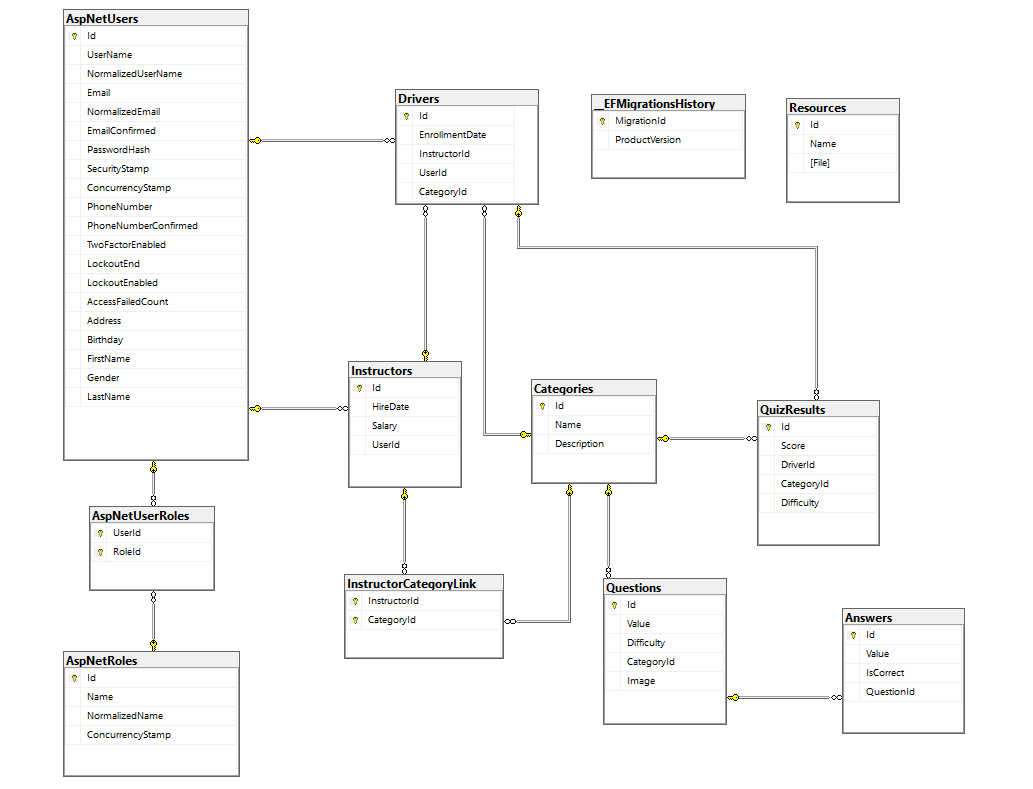 AspNetUsers
Id
UserName
NormalizedUserName
Email
NormalizedEmail
EmailConfirmed
PasswordHash
SecurityStamp
ConcurrencyStamp
PhoneNumber
PhoneNumberConfirmed
TwoFactorEnabled
LockoutEnd
LockoutEnabled
AccessFailedCount
Address
Birthday
FirstName
Gender
LastName
Drivers
Id
EnrollmentDate
InstructorId
UserId
CategoryId
__EFMigrationsHistory
MigrationId
ProductVersion
Resources
Id
Name
[File]
Instructors
Id
HireDate
Salary
UserId
Categories
Id
Name
Description
QuizResults
Id
Score
DriverId
CategoryId
Difficulty
AspNetUserRoles
UserId
RoleId
InstructorCategoryLink
InstructorId
CategoryId
Questions
Id
Value
Difficulty
CategoryId
Image
Answers
Id
Value
IsCorrect
QuestionId
AspNetRoles
Id
Name
NormalizedName
ConcurrencyStamp